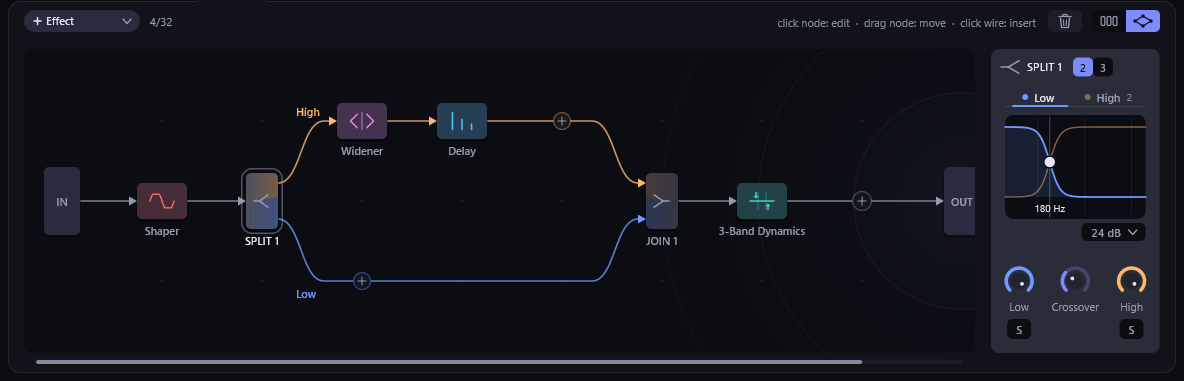 + Effect
4/32
click node: edit · drag node: move · click wire: insert
High
Widener
Delay
IN
Shaper
SPLIT 1
Low
JOIN 1
3-Band Dynamics
OUT
SPLIT 1
2
3
Low
High 2
180 Hz
24 dB
Low
Crossover
High
S
S